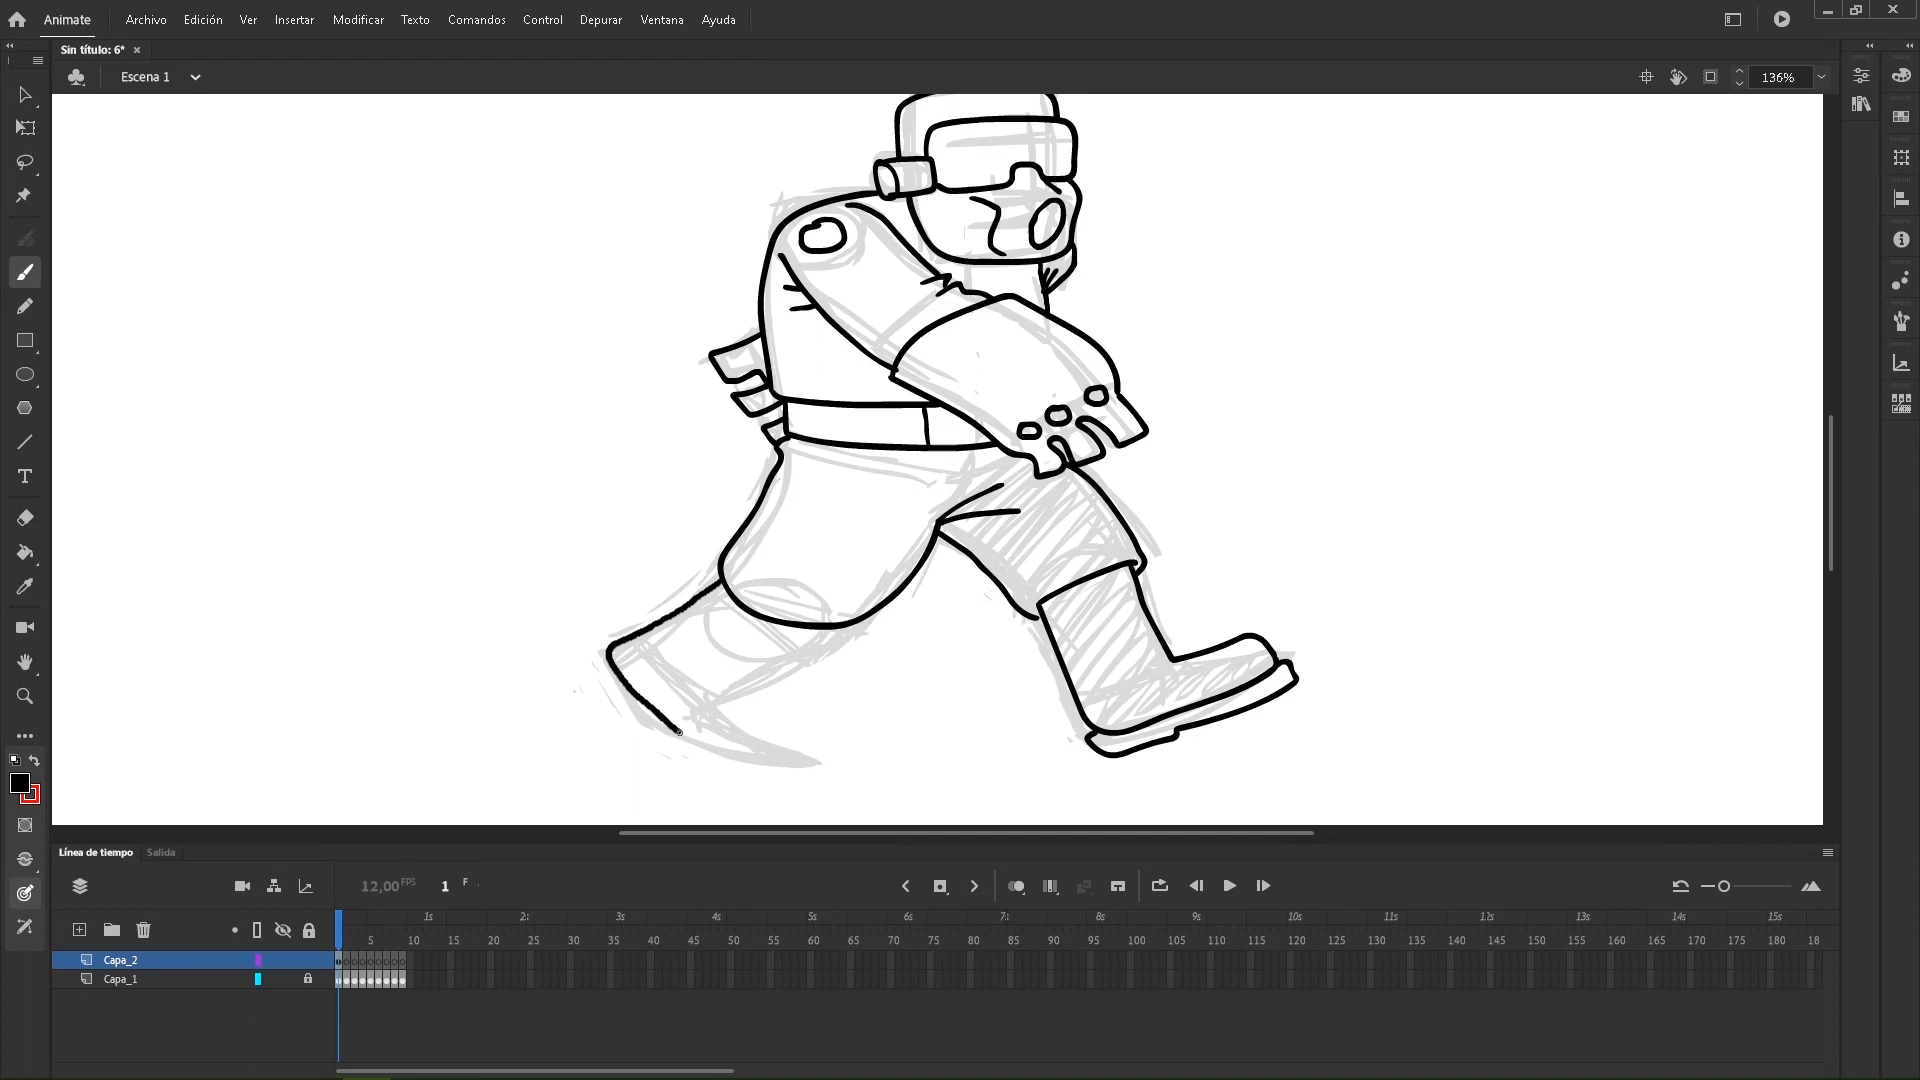 Animate Archivo Edición Ver Insertar Modificar Texto Comandos Control Depurar Ventana Ayuda
Sin título: 6*
Escena 1
136%
Línea de tiempo Salida
12,00 FPS 1 F
1s 2s 3s 4s 5s 6s 7s 8s 9s 10s 11s 12s 13s 14s 15s
5 10 15 20 25 30 35 40 45 50 55 60 65 70 75 80 85 90 95 100 105 110 115 120 125 130 135 140 145 150 155 160 165 170 175 180 18
Capa_2
Capa_1